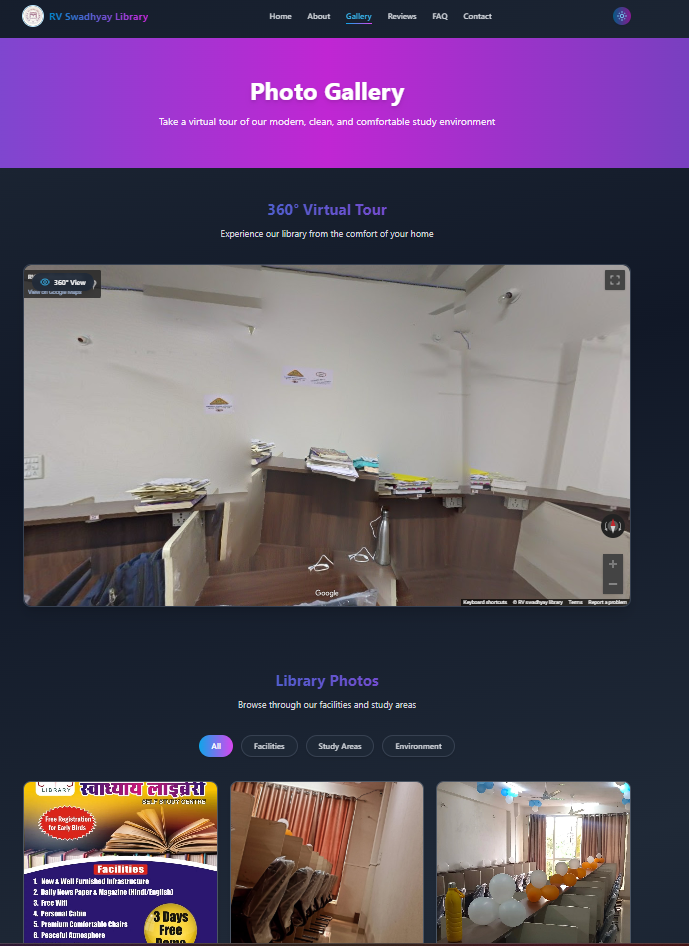 RV Swadhyay Library
Home About Gallery Reviews FAQ Contact
Photo Gallery
Take a virtual tour of our modern, clean, and comfortable study environment
360° Virtual Tour
Experience our library from the comfort of your home
360° View
View on Google Maps
Google
Keyboard shortcuts © RV swadhyay library Terms Report a problem
Library Photos
Browse through our facilities and study areas
All Facilities Study Areas Environment
LIBRARY
स्वाध्याय लाइब्रेरी
SELF STUDY CENTRE
Free Registration
for Early Birds
Facilities
1. New & Well Furnished Infrastructure
2. Daily News Paper & Magazine (Hindi/English)
3. Free Wifi
4. Personal Cabin
5. Premium Comfortable Chairs
6. Peaceful Atmosphere
3 Days
Free